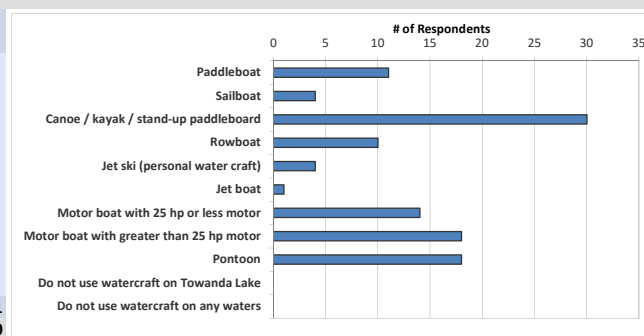 # of Respondents
0 5 10 15 20 25 30 35
Paddleboat
Sailboat
Canoe / kayak / stand-up paddleboard
Rowboat
Jet ski (personal water craft)
Jet boat
Motor boat with 25 hp or less motor
Motor boat with greater than 25 hp motor
Pontoon
Do not use watercraft on Towanda Lake
Do not use watercraft on any waters